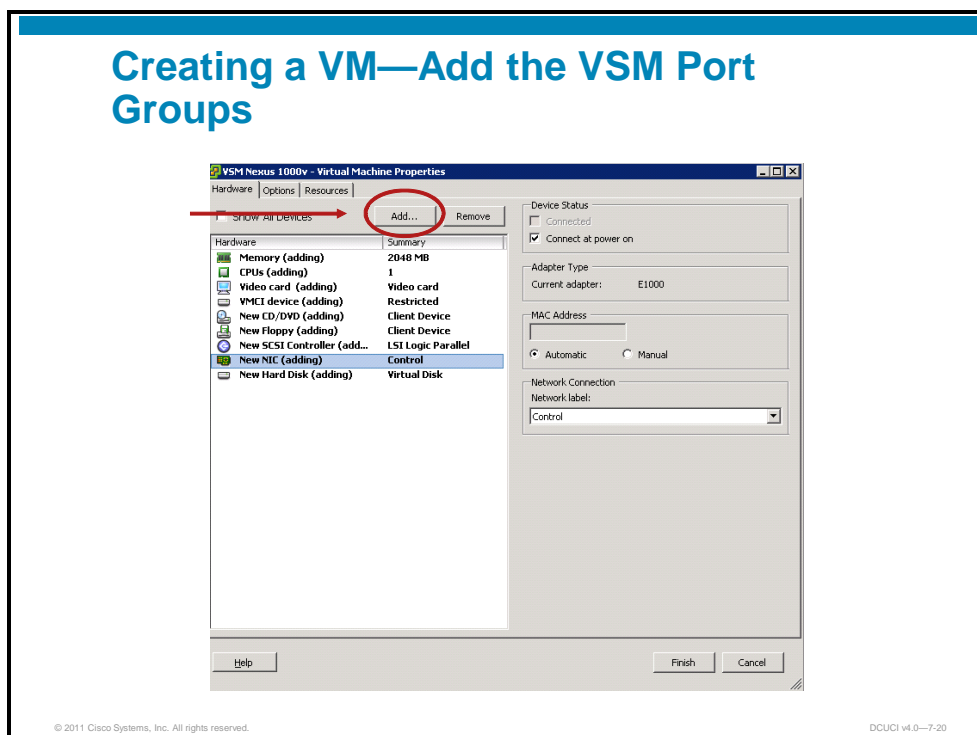 Creating a VM—Add the VSM Port
Groups
VSM Nexus 1000v - Virtual Machine Properties
Hardware Options Resources
Show All Devices Add... Remove
Hardware Summary
Memory (adding) 2048 MB
CPUs (adding) 1
Video card (adding) Video card
VMCI device (adding) Restricted
New CD/DVD (adding) Client Device
New Floppy (adding) Client Device
New SCSI Controller (add... LSI Logic Parallel
New NIC (adding) Control
New Hard Disk (adding) Virtual Disk
Device Status
Connected
Connect at power on
Adapter Type
Current adapter: E1000
MAC Address
Automatic Manual
Network Connection
Network label:
Control
Help Finish Cancel
© 2011 Cisco Systems, Inc. All rights reserved. DCUCI v4.0—7-20